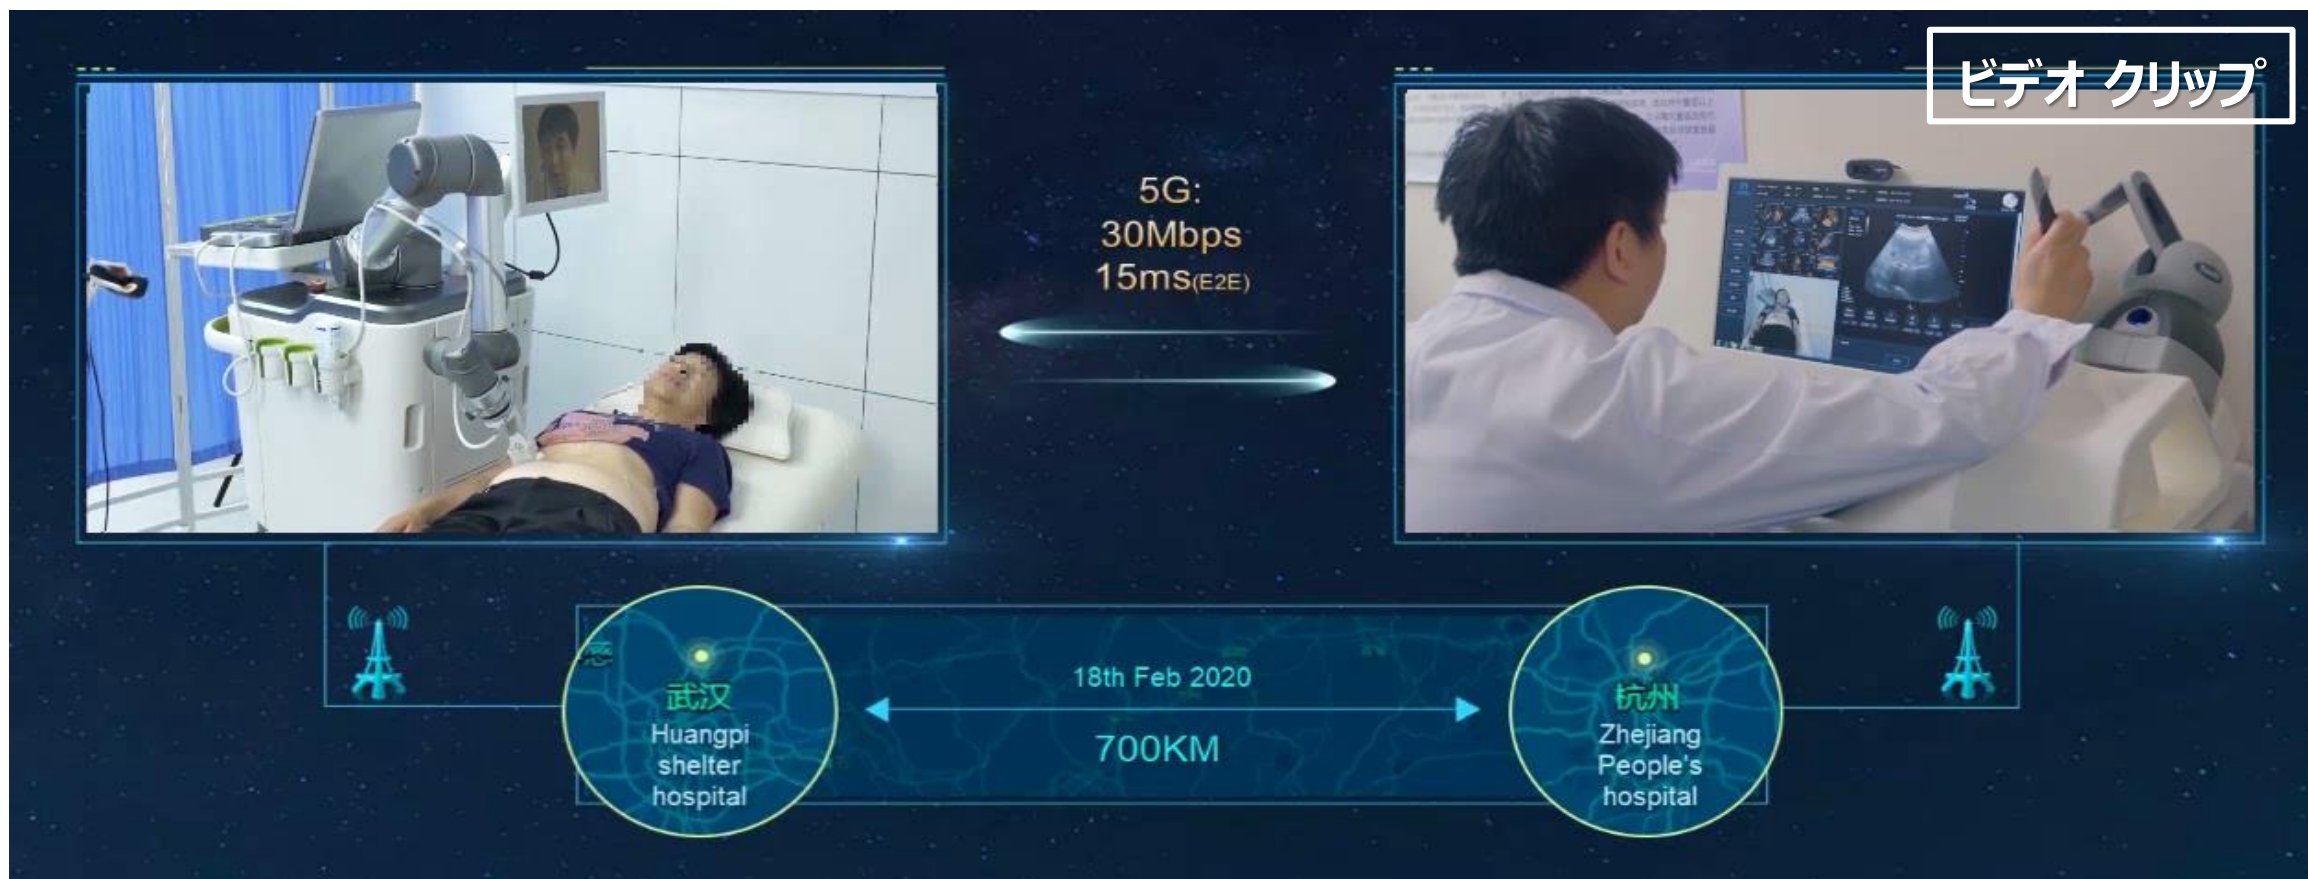 ビデオ クリップ
5G:
30Mbps
15ms(E2E)
18th Feb 2020
700KM
武汉
Huangpi
shelter
hospital
杭州
Zhejiang
People's
hospital